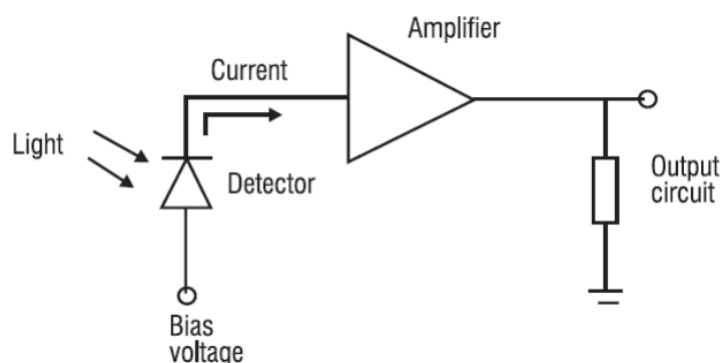 Amplifier
Current
Light
Detector
Output
circuit
Bias
voltage